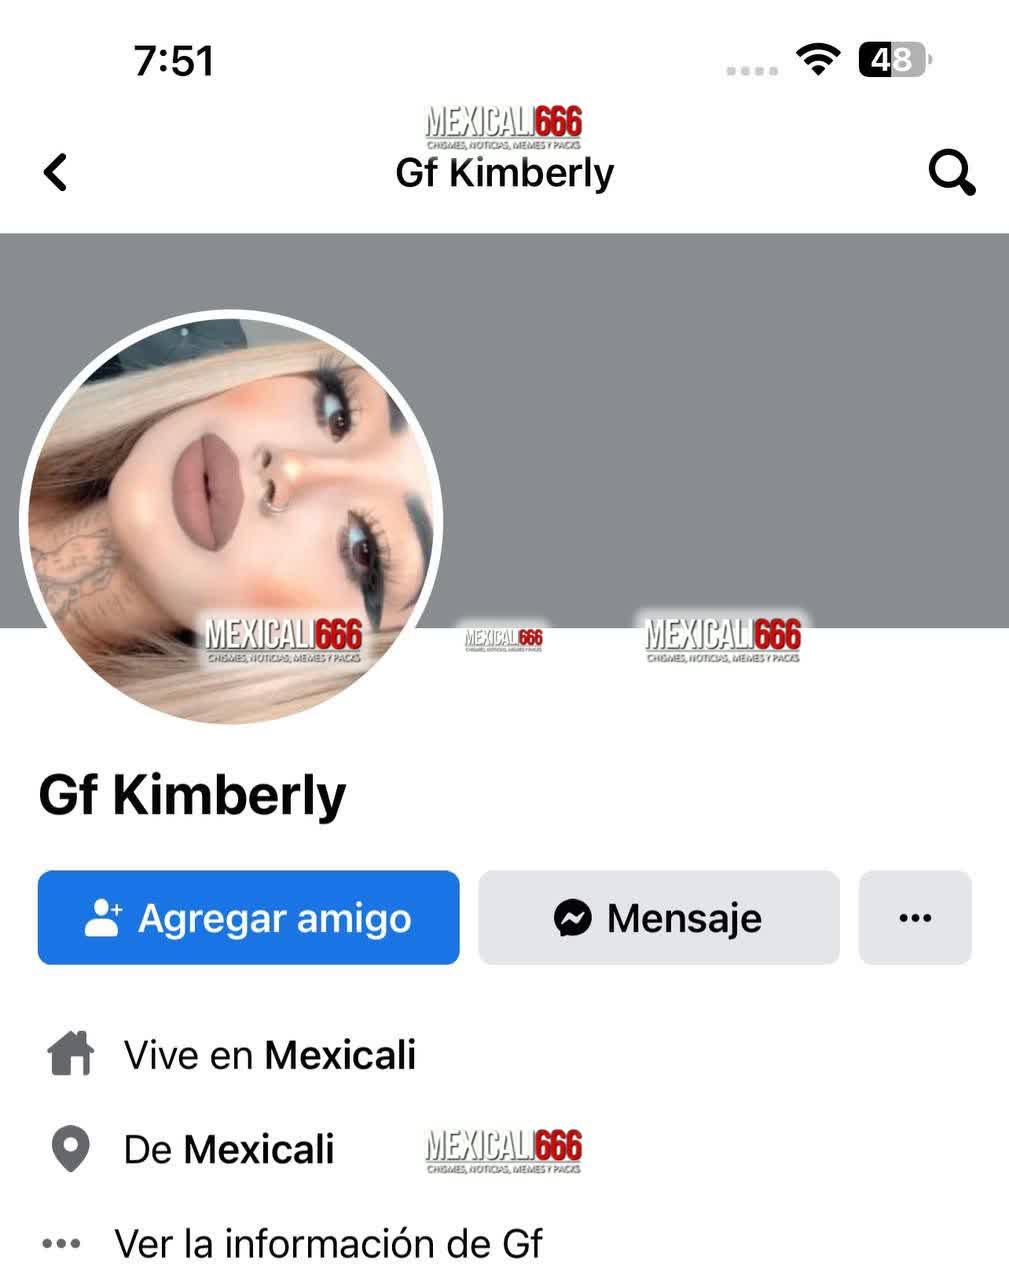 7:51
48
MEXICALI666
CHISMES, NOTICIAS, MEMES Y PACKS
Gf Kimberly
MEXICALI666
CHISMES, NOTICIAS, MEMES Y PACKS
MEXICALI666
CHISMES, NOTICIAS, MEMES Y PACKS
MEXICALI666
CHISMES, NOTICIAS, MEMES Y PACKS
Gf Kimberly
Agregar amigo
Mensaje
Vive en Mexicali
De Mexicali
MEXICALI666
CHISMES, NOTICIAS, MEMES Y PACKS
Ver la información de Gf